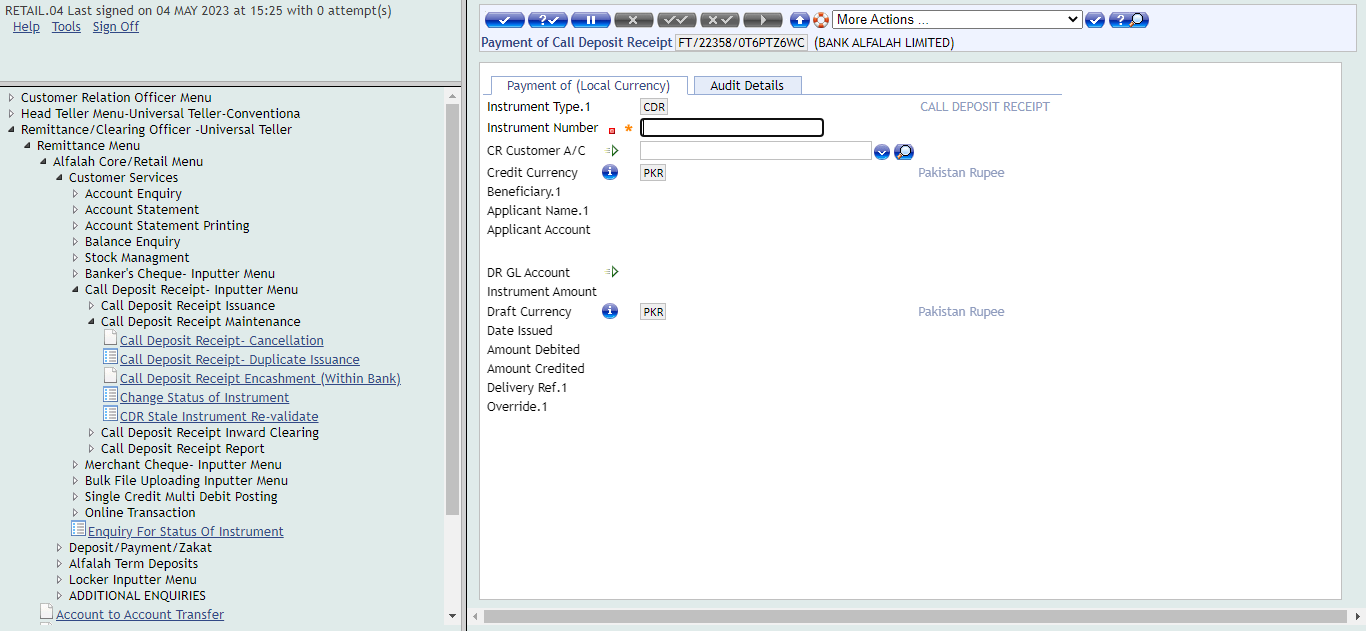 RETAIL.04 Last signed on 04 MAY 2023 at 15:25 with 0 attempt(s)
Help Tools Sign Off
Customer Relation Officer Menu
Head Teller Menu-Universal Teller-Conventiona
Remittance/Clearing Officer -Universal Teller
Remittance Menu
Alfalah Core/Retail Menu
Customer Services
Account Enquiry
Account Statement
Account Statement Printing
Balance Enquiry
Stock Managment
Banker's Cheque- Inputter Menu
Call Deposit Receipt- Inputter Menu
Call Deposit Receipt Issuance
Call Deposit Receipt Maintenance
Call Deposit Receipt- Cancellation
Call Deposit Receipt- Duplicate Issuance
Call Deposit Receipt Encashment (Within Bank)
Change Status of Instrument
CDR Stale Instrument Re-validate
Call Deposit Receipt Inward Clearing
Call Deposit Receipt Report
Merchant Cheque- Inputter Menu
Bulk File Uploading Inputter Menu
Single Credit Multi Debit Posting
Online Transaction
Enquiry For Status Of Instrument
Deposit/Payment/Zakat
Alfalah Term Deposits
Locker Inputter Menu
ADDITIONAL ENQUIRIES
Account to Account Transfer
More Actions ...
Payment of Call Deposit Receipt FT/22358/0T6PTZ6WC (BANK ALFALAH LIMITED)
Payment of (Local Currency) Audit Details
Instrument Type.1 CDR CALL DEPOSIT RECEIPT
Instrument Number *
CR Customer A/C
Credit Currency PKR Pakistan Rupee
Beneficiary.1
Applicant Name.1
Applicant Account
DR GL Account
Instrument Amount
Draft Currency PKR Pakistan Rupee
Date Issued
Amount Debited
Amount Credited
Delivery Ref.1
Override.1